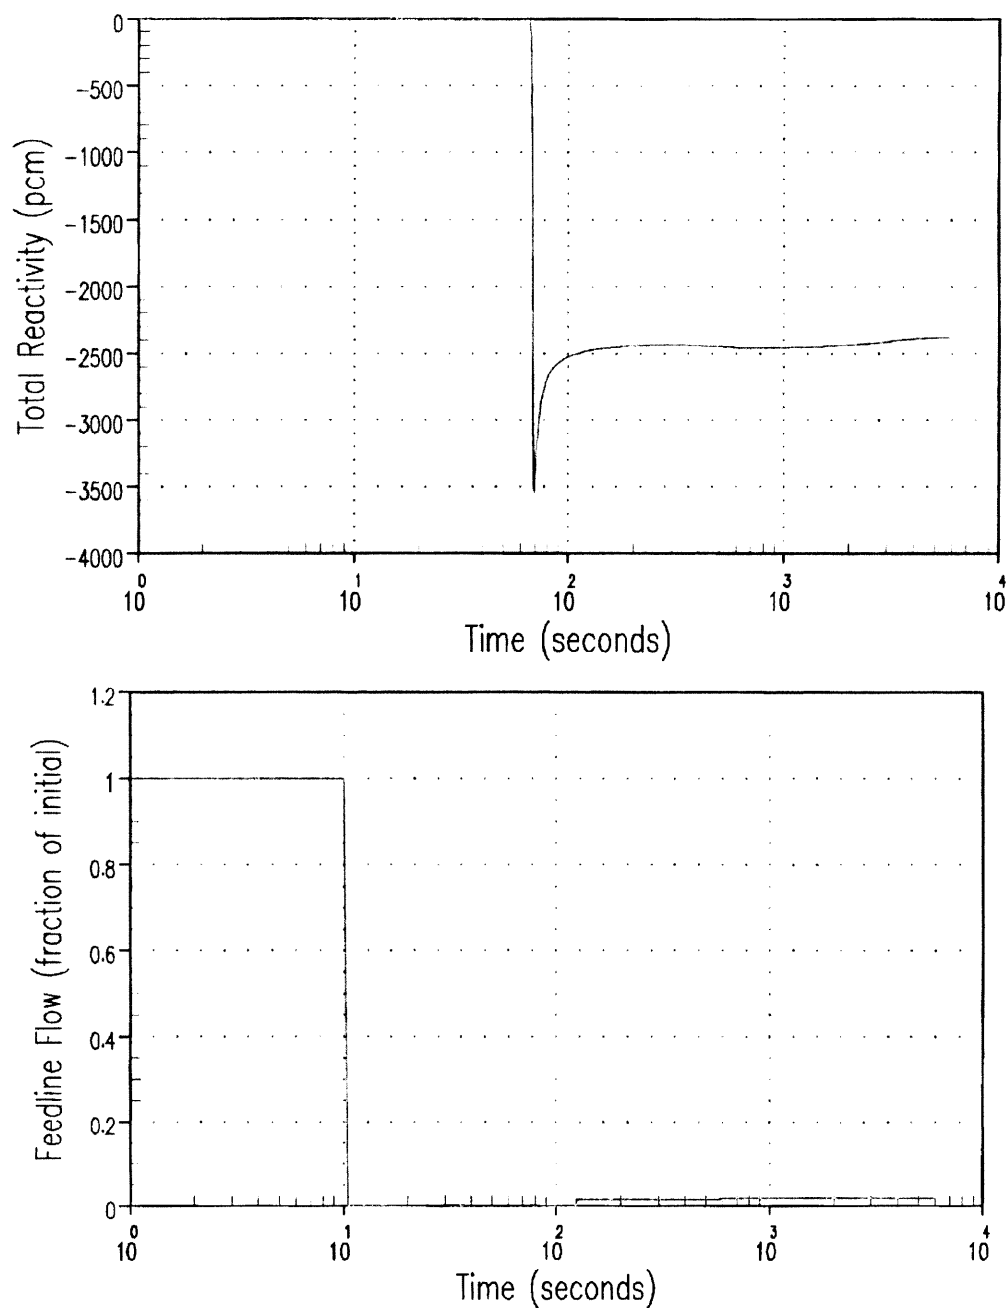 0
-500
-1000
-1500
-2000
-2500
-3000
-3500
-4000
Total Reactivity (pcm)
10^0 10^1 10^2 10^3 10^4
Time (seconds)
1.2
1
0.8
0.6
0.4
0.2
0
Feedline Flow (fraction of initial)
10^0 10^1 10^2 10^3 10^4
Time (seconds)